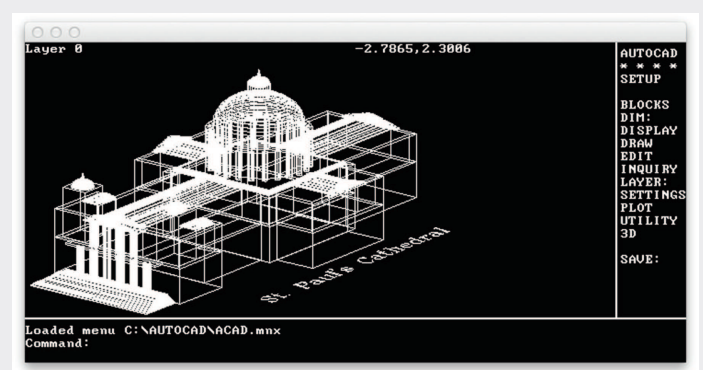 Layer 0 -2.7865,2.3006
AUTOCAD
* * * *
SETUP
BLOCKS
DIM:
DISPLAY
DRAW
EDIT
INQUIRY
LAYER:
SETTINGS
PLOT
UTILITY
3D
SAVE:
St. Paul's Cathedral
Loaded menu C:\AUTOCAD\ACAD.mnx
Command: